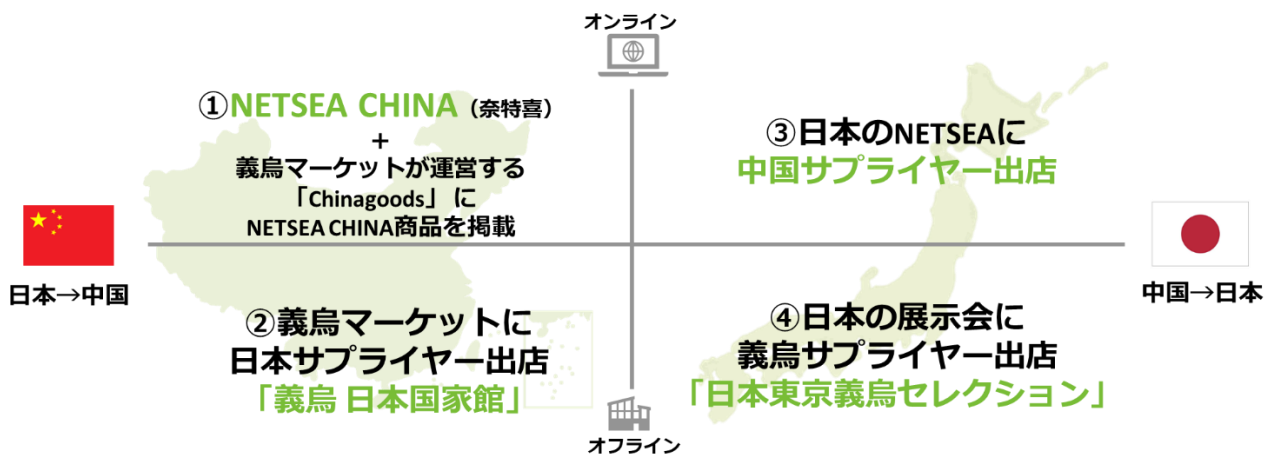 オンライン
①NETSEA CHINA（奈特喜）
+
義烏マーケットが運営する
「Chinagoods」に
NETSEA CHINA商品を掲載
③日本のNETSEAに
中国サプライヤー出店
日本→中国
中国→日本
②義烏マーケットに
日本サプライヤー出店
「義烏 日本国家館」
④日本の展示会に
義烏サプライヤー出店
「日本東京義烏セレクション」
オフライン